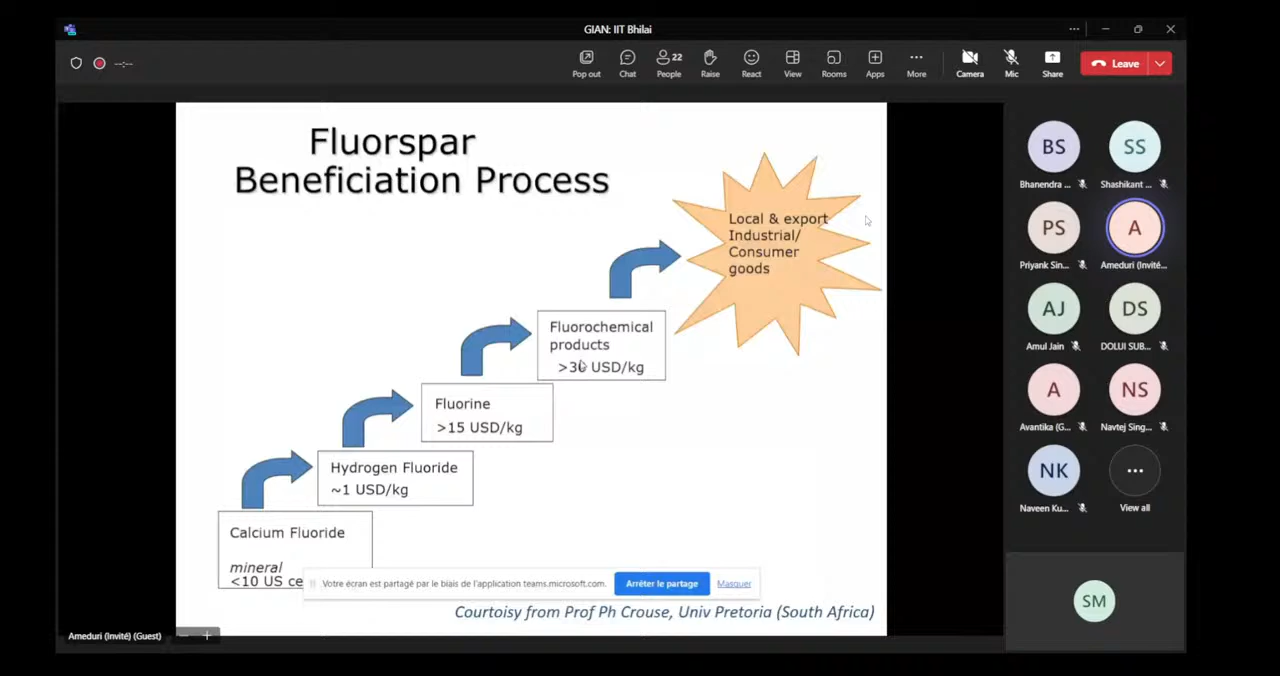 GIAN: IIT Bhilai
--:--
Pop out
Chat
22
People
Raise
React
View
Rooms
Apps
More
Camera
Mic
Share
Leave
Fluorspar
Beneficiation Process
Local & export
Industrial/
Consumer
goods
Fluorochemical
products
>30 USD/kg
Fluorine
>15 USD/kg
Hydrogen Fluoride
~1 USD/kg
Calcium Fluoride
mineral
<10 US ce
Votre écran est partagé par le biais de l'application teams.microsoft.com.
Arrêter le partage
Masquer
Courtoisy from Prof Ph Crouse, Univ Pretoria (South Africa)
Ameduri (Invité) (Guest)
BS
SS
Bhanendra ...
Shashikant ...
PS
A
Priyank Sin...
Ameduri (Invité...
AJ
DS
Amul Jain
DOLUI SUB...
A
NS
Avantika (G...
Navtej Sing...
NK
Naveen Ku...
View all
SM